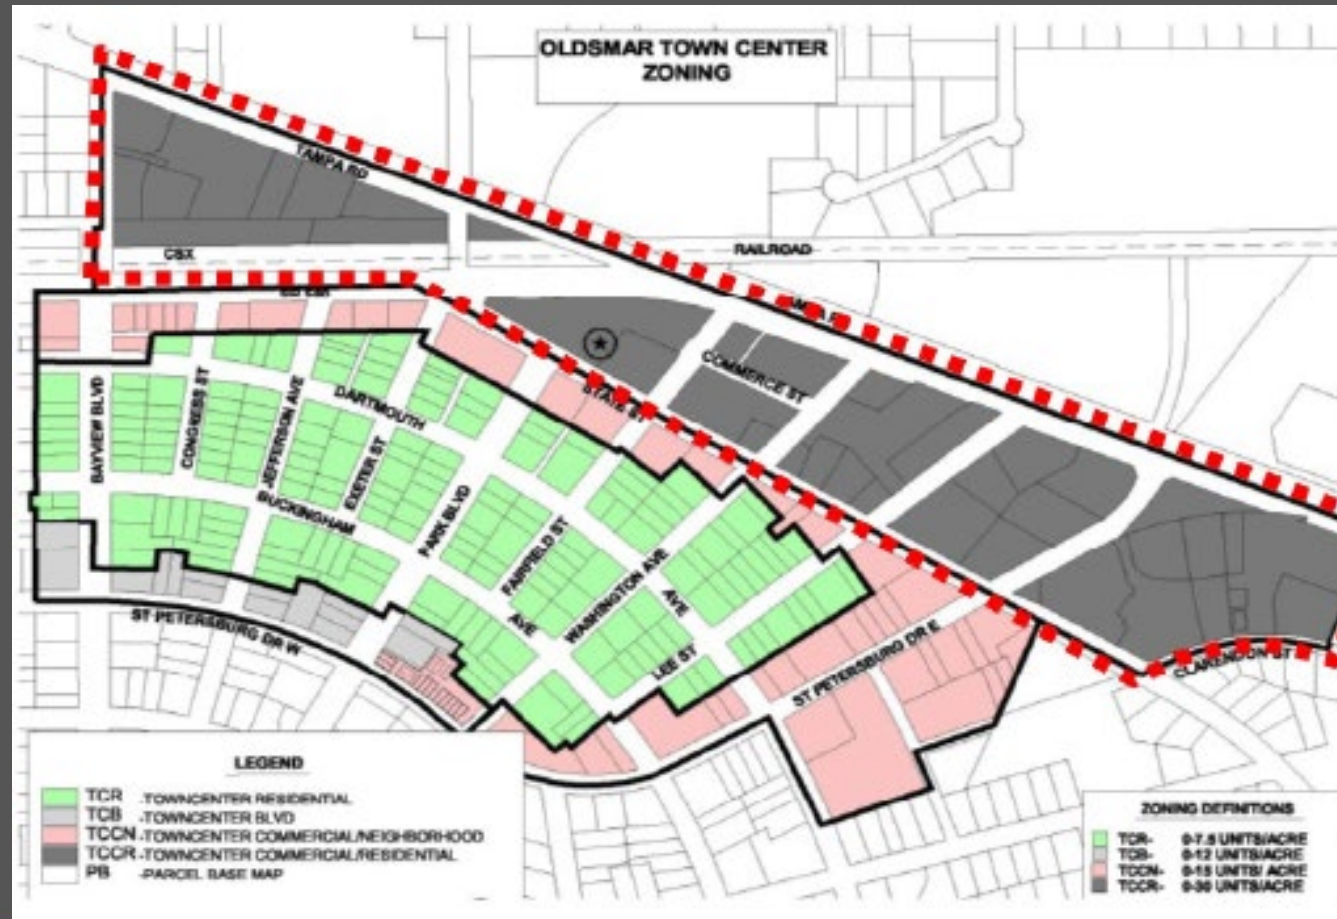 OLDSMAR TOWN CENTER
ZONING
TAMPA RD
CSX
RAILROAD
COMMERCE ST
STATE ST
DARTMOUTH
BAYVIEW BLVD
CONGRESS ST
JEFFERSON AVE
EXETER ST
BUCKINGHAM
PARK BLVD
FAIRFIELD ST
AVE
WASHINGTON AVE
AVE
LEE ST
ST PETERSBURG DR E
CLARENDON ST
ST PETERSBURG DR W
LEGEND
TCR -TOWNCENTER RESIDENTIAL
TCB -TOWNCENTER BLVD
TCCN -TOWNCENTER COMMERCIAL/NEIGHBORHOOD
TCCR -TOWNCENTER COMMERCIAL/RESIDENTIAL
PB -PARCEL BASE MAP
ZONING DEFINITIONS
TCR- 0-7.5 UNITS/ACRE
TCB- 0-12 UNITS/ACRE
TCCN- 0-15 UNITS/ ACRE
TCCR- 0-30 UNITS/ACRE